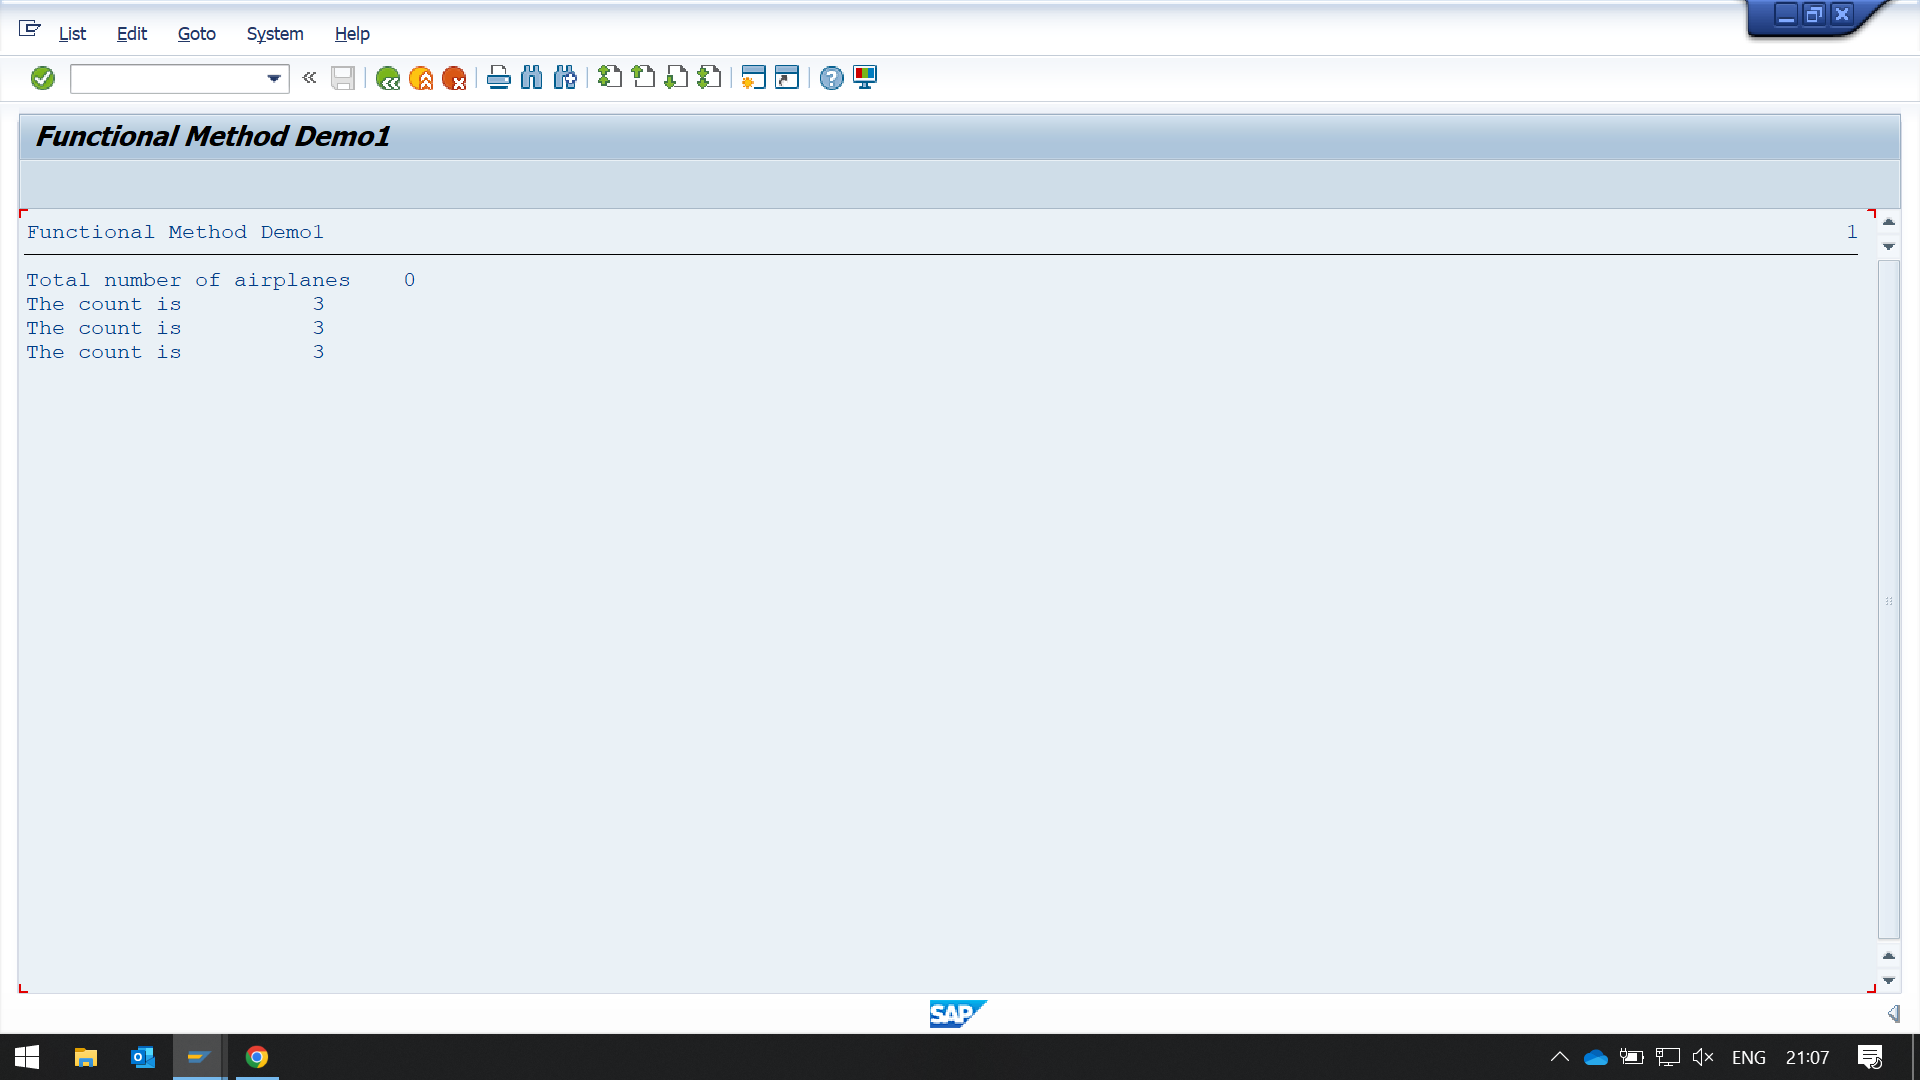 List Edit Goto System Help
Functional Method Demo1
Functional Method Demo1 1
Total number of airplanes 0
The count is 3
The count is 3
The count is 3
SAP
ENG 21:07